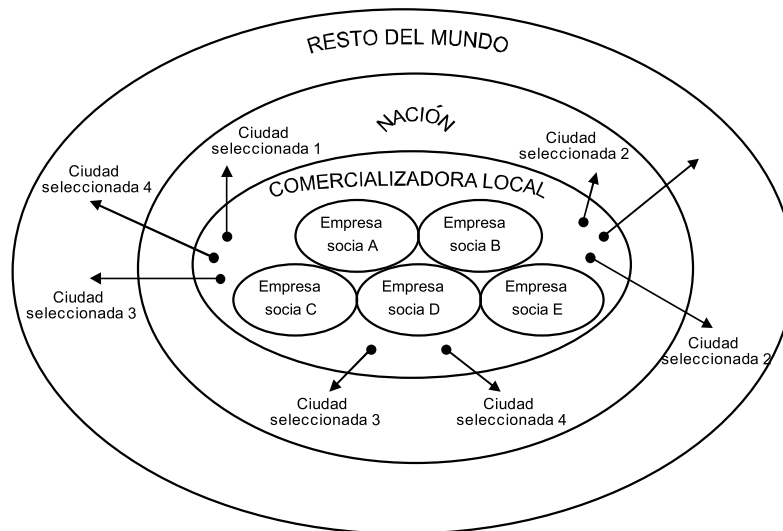 RESTO DEL MUNDO
NACIÓN
Ciudad
seleccionada 1
Ciudad
seleccionada 2
Ciudad
seleccionada 4
COMERCIALIZADORA LOCAL
Empresa
socia A
Empresa
socia B
Empresa
socia C
Empresa
socia D
Empresa
socia E
Ciudad
seleccionada 3
Ciudad
seleccionada 2
Ciudad
seleccionada 3
Ciudad
seleccionada 4